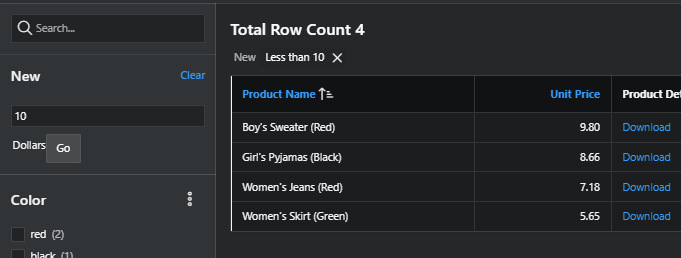 Search...
New
Clear
10
Dollars Go
Color
red (2)
black (1)
Total Row Count 4
New Less than 10
Product Name Unit Price Product Det
Boy's Sweater (Red) 9.80 Download
Girl's Pyjamas (Black) 8.66 Download
Women's Jeans (Red) 7.18 Download
Women's Skirt (Green) 5.65 Download